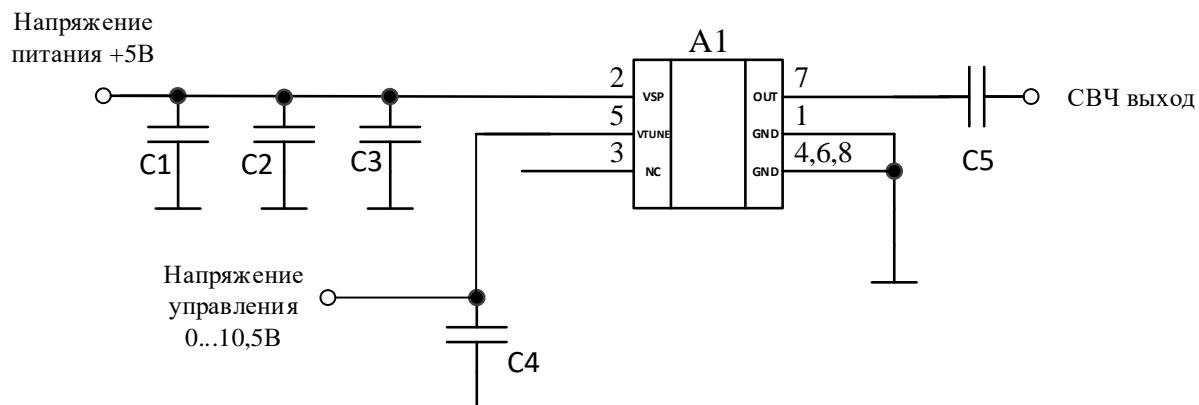 Напряжение
питания +5В
A1
2
VSP
OUT
7
СВЧ выход
5
VTUNE
GND
1
3
NC
GND
4,6,8
C1
C2
C3
C5
Напряжение
управления
0...10,5В
C4